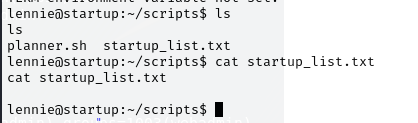 lennie@startup:~/scripts$ ls
ls
planner.sh  startup_list.txt
lennie@startup:~/scripts$ cat startup_list.txt
cat startup_list.txt
lennie@startup:~/scripts$